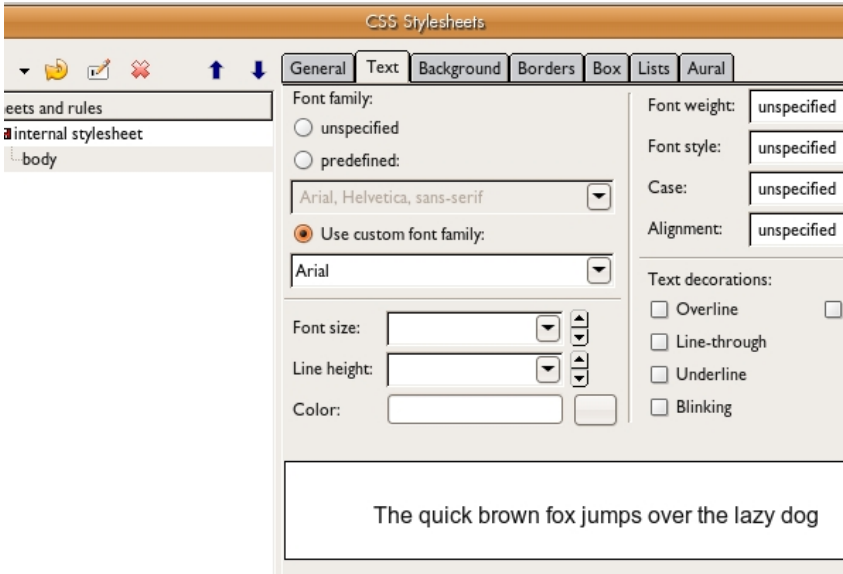 CSS Stylesheets
General Text Background Borders Box Lists Aural
eets and rules
internal stylesheet
body
Font family:
unspecified
predefined:
Arial, Helvetica, sans-serif
Use custom font family:
Arial
Font size:
Line height:
Color:
Font weight: unspecified
Font style: unspecified
Case: unspecified
Alignment: unspecified
Text decorations:
Overline
Line-through
Underline
Blinking
The quick brown fox jumps over the lazy dog